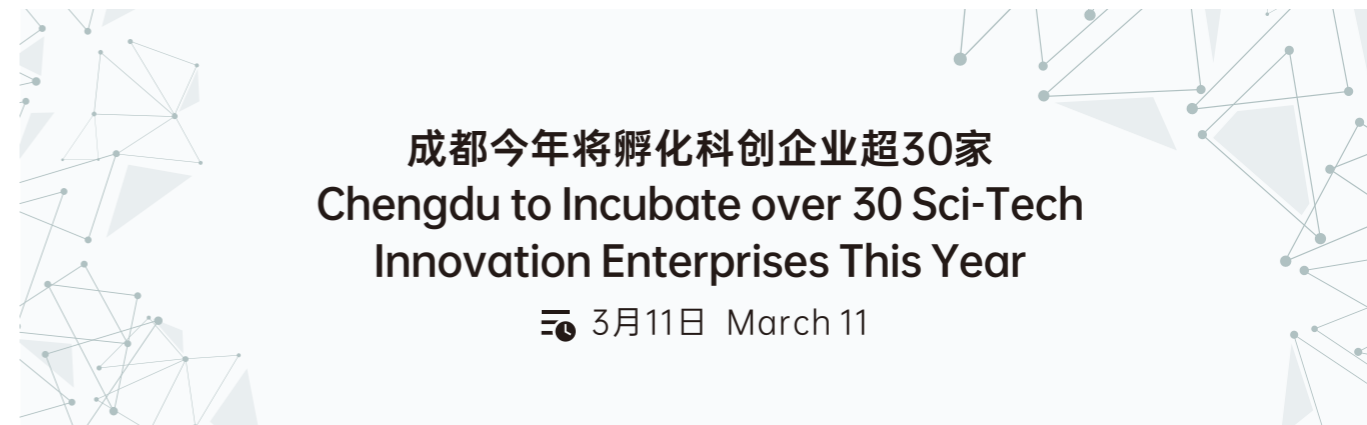 成都今年将孵化科创企业超30家
Chengdu to Incubate over 30 Sci-Tech
Innovation Enterprises This Year
3月11日 March 11